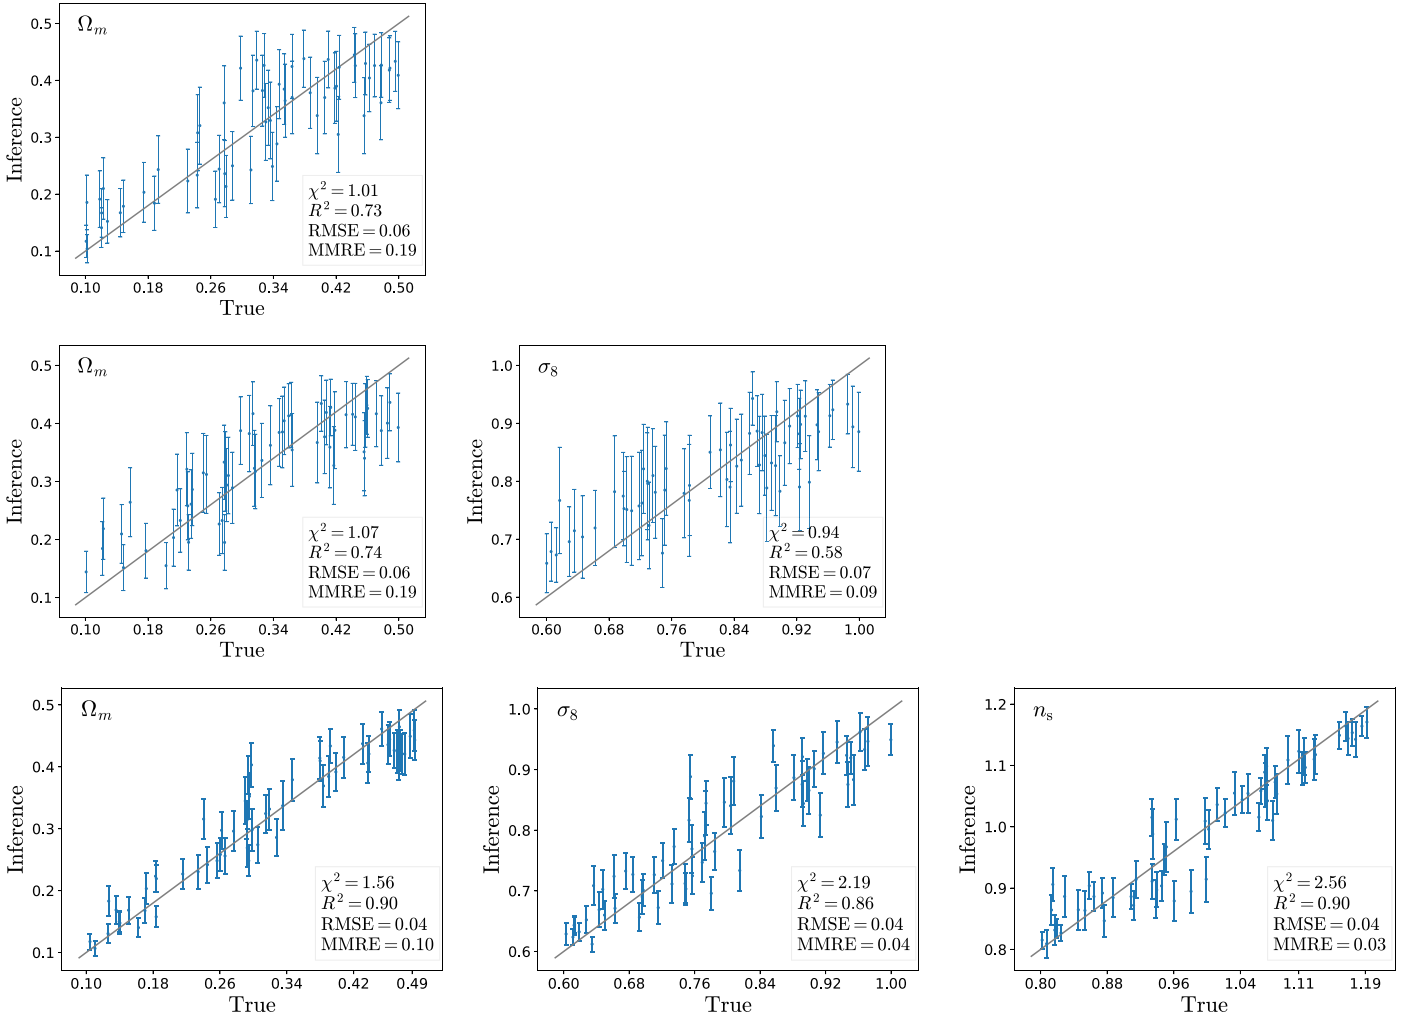 Ω_m
0.5
0.4
0.3
0.2
0.1
Inference
χ² = 1.01
R² = 0.73
RMSE = 0.06
MMRE = 0.19
0.10 0.18 0.26 0.34 0.42 0.50
True
Ω_m
0.5
0.4
0.3
0.2
0.1
Inference
χ² = 1.07
R² = 0.74
RMSE = 0.06
MMRE = 0.19
0.10 0.18 0.26 0.34 0.42 0.50
True
σ_8
1.0
0.9
0.8
0.7
0.6
Inference
χ² = 0.94
R² = 0.58
RMSE = 0.07
MMRE = 0.09
0.60 0.68 0.76 0.84 0.92 1.00
True
Ω_m
0.5
0.4
0.3
0.2
0.1
Inference
χ² = 1.56
R² = 0.90
RMSE = 0.04
MMRE = 0.10
0.10 0.18 0.26 0.34 0.42 0.49
True
σ_8
1.0
0.9
0.8
0.7
0.6
Inference
χ² = 2.19
R² = 0.86
RMSE = 0.04
MMRE = 0.04
0.60 0.68 0.76 0.84 0.92 1.00
True
n_s
1.2
1.1
1.0
0.9
0.8
Inference
χ² = 2.56
R² = 0.90
RMSE = 0.04
MMRE = 0.03
0.80 0.88 0.96 1.04 1.11 1.19
True